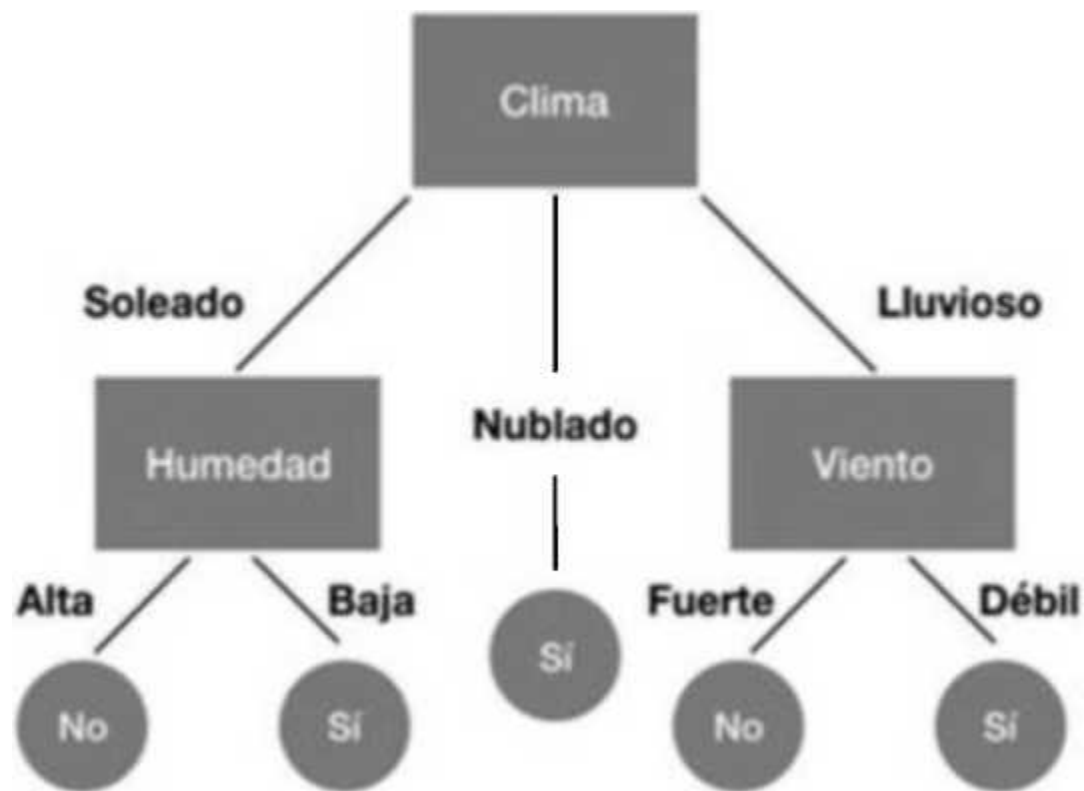 Clima
Soleado
Lluvioso
Nublado
Humedad
Viento
Alta
Baja
Fuerte
Débil
Sí
No
Sí
No
Sí